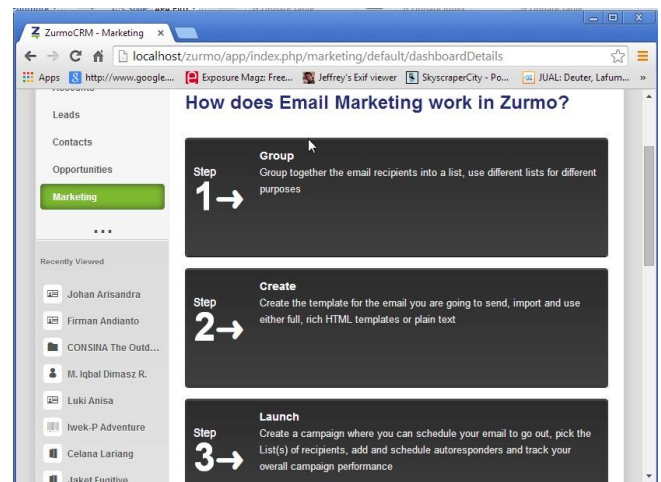 ZurmoCRM - Marketing
localhost/zurmo/app/index.php/marketing/default/dashboardDetails
Apps
http://www.google....
Exposure Magz: Free...
Jeffrey's Exif viewer
SkyscraperCity - Po...
JUAL: Deuter, Lafum...
Accounts
Leads
Contacts
Opportunities
Marketing
...
Recently Viewed
Johan Arisandra
Firman Andianto
CONSINA The Outd...
M. Iqbal Dimasz R.
Luki Anisa
Iwek-P Adventure
Celana Lariang
Jaket Fugitive
How does Email Marketing work in Zurmo?
Step
1
Group
Group together the email recipients into a list, use different lists for different
purposes
Step
2
Create
Create the template for the email you are going to send, import and use
either full, rich HTML templates or plain text
Step
3
Launch
Create a campaign where you can schedule your email to go out, pick the
List(s) of recipients, add and schedule autoresponders and track your
overall campaign performance